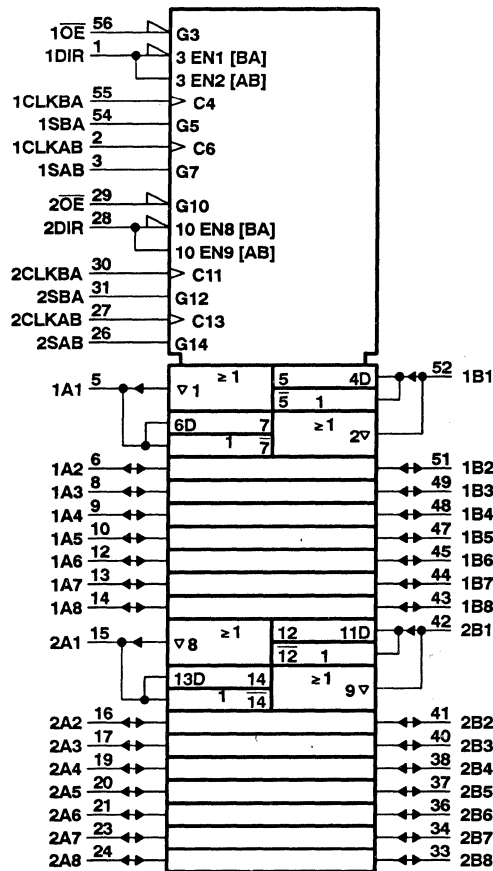 1O̅E̅ 56 G3
1DIR 1 3 EN1 [BA]
3 EN2 [AB]
1CLKBA 55 C4
1SBA 54 G5
1CLKAB 2 C6
1SAB 3 G7
2O̅E̅ 29 G10
2DIR 28 10 EN8 [BA]
10 EN9 [AB]
2CLKBA 30 C11
2SBA 31 G12
2CLKAB 27 C13
2SAB 26 G14
1A1 5 ▽1 ≥1 5 4D 52 1B1
5̅ 1
6D 7 ≥1
1 7̅ 2▽
1A2 6 51 1B2
1A3 8 49 1B3
1A4 9 48 1B4
1A5 10 47 1B5
1A6 12 45 1B6
1A7 13 44 1B7
1A8 14 43 1B8
2A1 15 ▽8 ≥1 12 11D 42 2B1
1̅2̅ 1
13D 14 ≥1
1 1̅4̅ 9▽
2A2 16 41 2B2
2A3 17 40 2B3
2A4 19 38 2B4
2A5 20 37 2B5
2A6 21 36 2B6
2A7 23 34 2B7
2A8 24 33 2B8